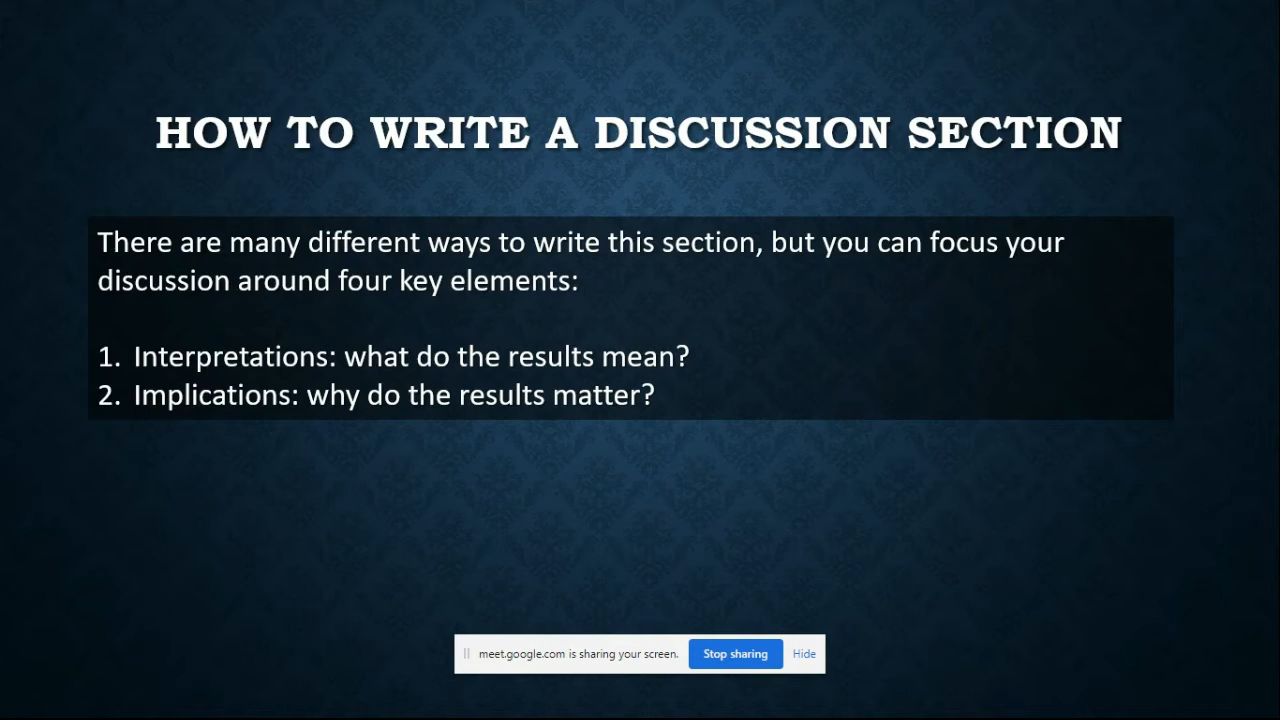 HOW TO WRITE A DISCUSSION SECTION
There are many different ways to write this section, but you can focus your
discussion around four key elements:
1. Interpretations: what do the results mean?
2. Implications: why do the results matter?
meet.google.com is sharing your screen. Stop sharing Hide